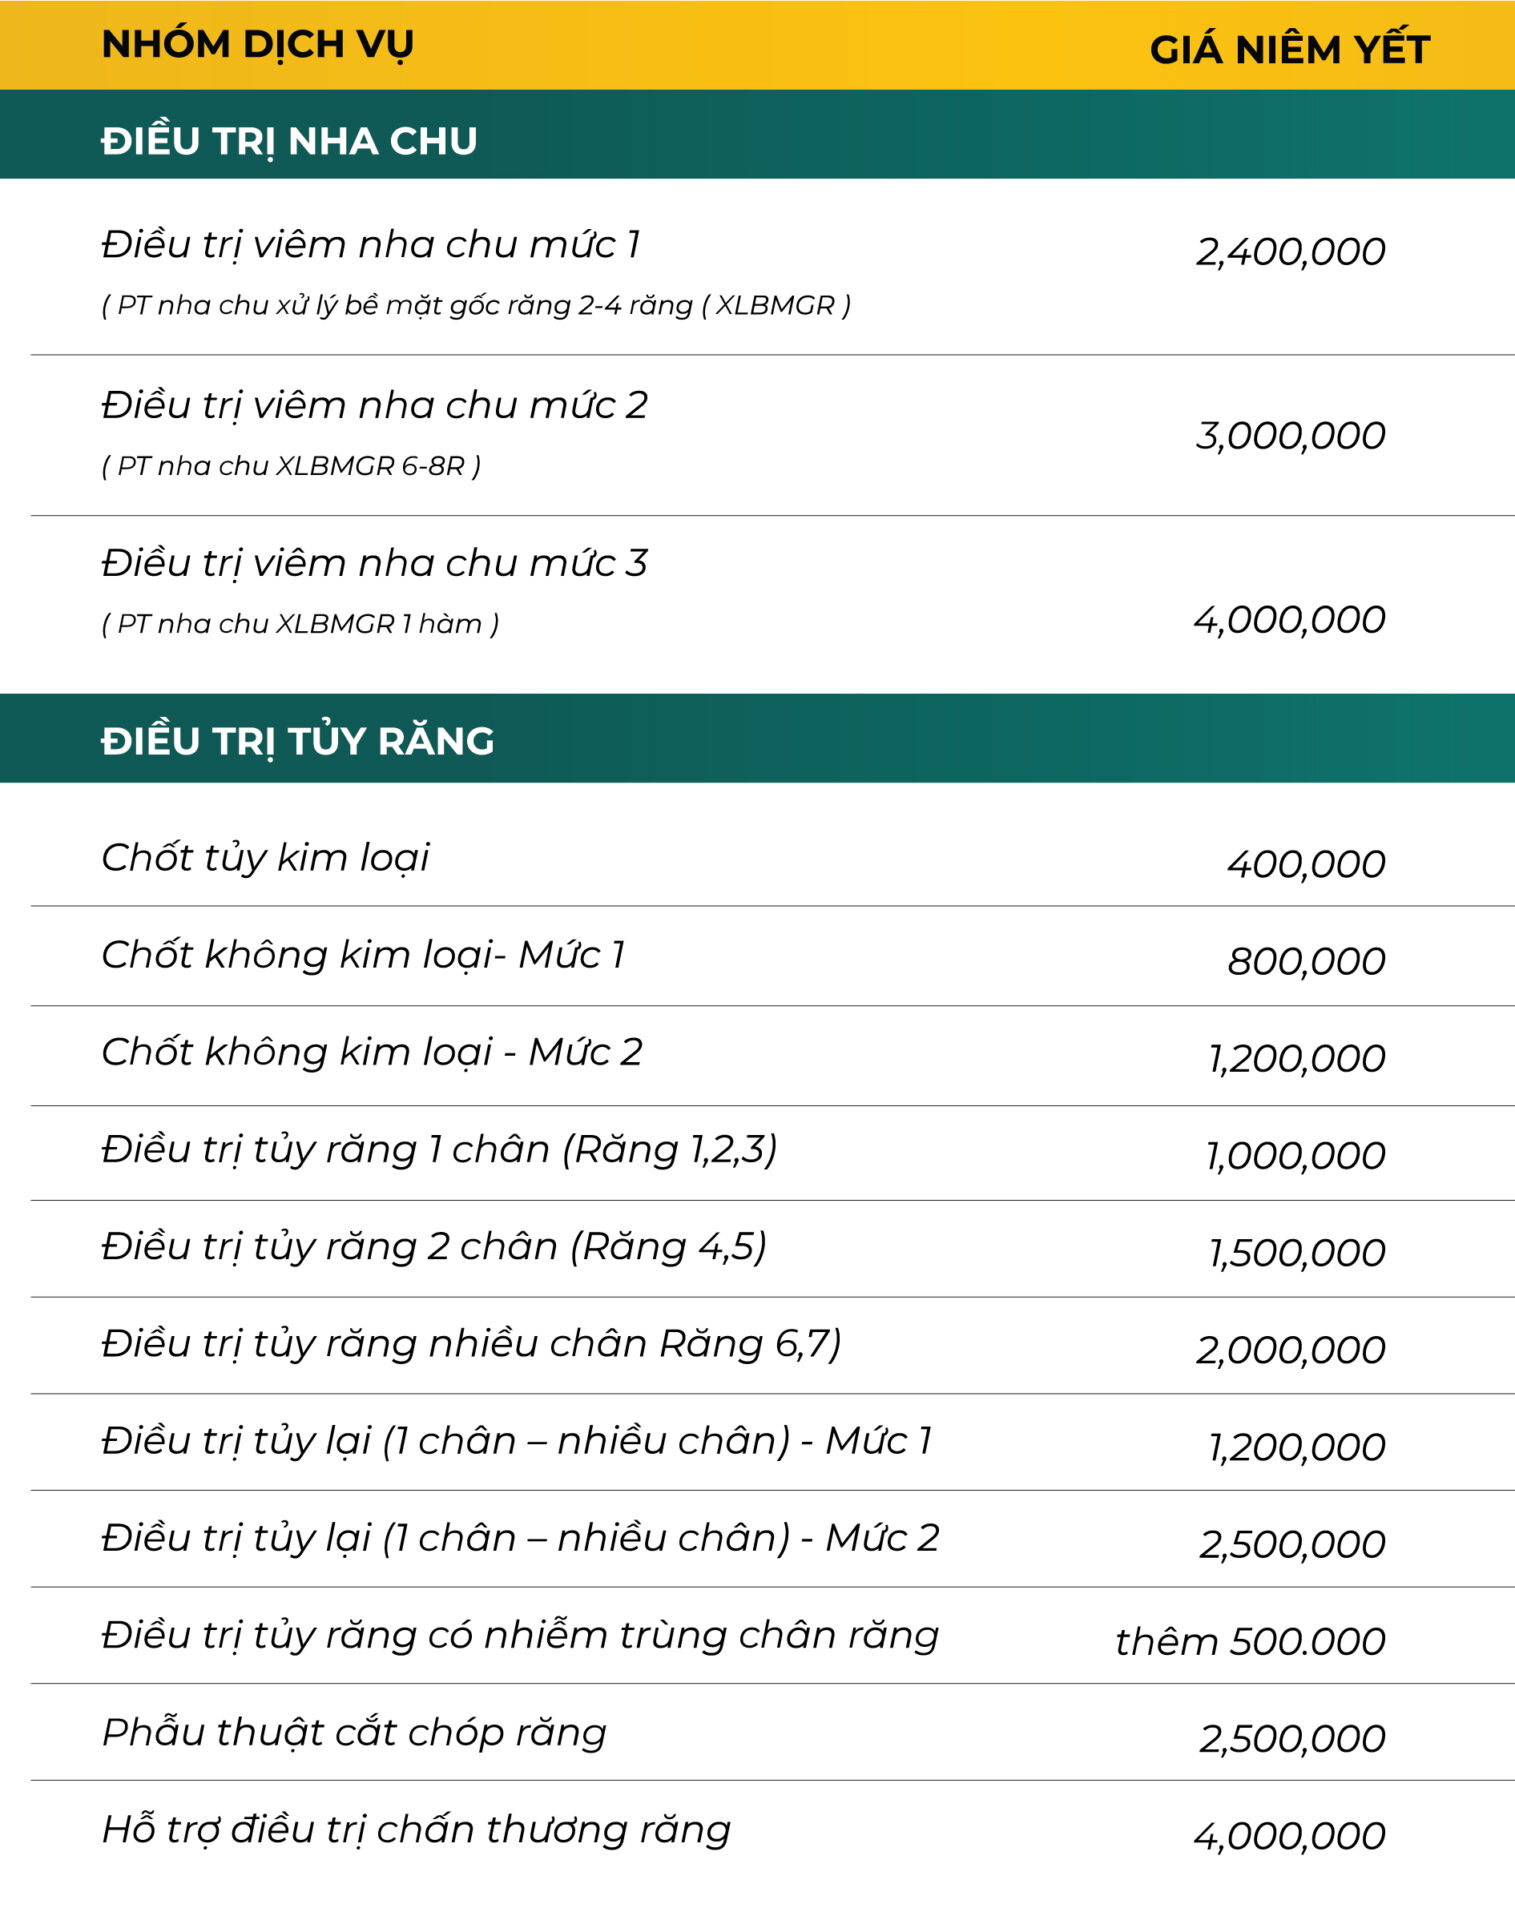 NHÓM DỊCH VỤ GIÁ NIÊM YẾT
ĐIỀU TRỊ NHA CHU
Điều trị viêm nha chu mức 1 2,400,000
( PT nha chu xử lý bề mặt gốc răng 2-4 răng ( XLBMGR )
Điều trị viêm nha chu mức 2 3,000,000
( PT nha chu XLBMGR 6-8R )
Điều trị viêm nha chu mức 3 4,000,000
( PT nha chu XLBMGR 1 hàm )
ĐIỀU TRỊ TỦY RĂNG
Chốt tủy kim loại 400,000
Chốt không kim loại- Mức 1 800,000
Chốt không kim loại - Mức 2 1,200,000
Điều trị tủy răng 1 chân (Răng 1,2,3) 1,000,000
Điều trị tủy răng 2 chân (Răng 4,5) 1,500,000
Điều trị tủy răng nhiều chân Răng 6,7) 2,000,000
Điều trị tủy lại (1 chân – nhiều chân) - Mức 1 1,200,000
Điều trị tủy lại (1 chân – nhiều chân) - Mức 2 2,500,000
Điều trị tủy răng có nhiễm trùng chân răng thêm 500.000
Phẫu thuật cắt chóp răng 2,500,000
Hỗ trợ điều trị chấn thương răng 4,000,000